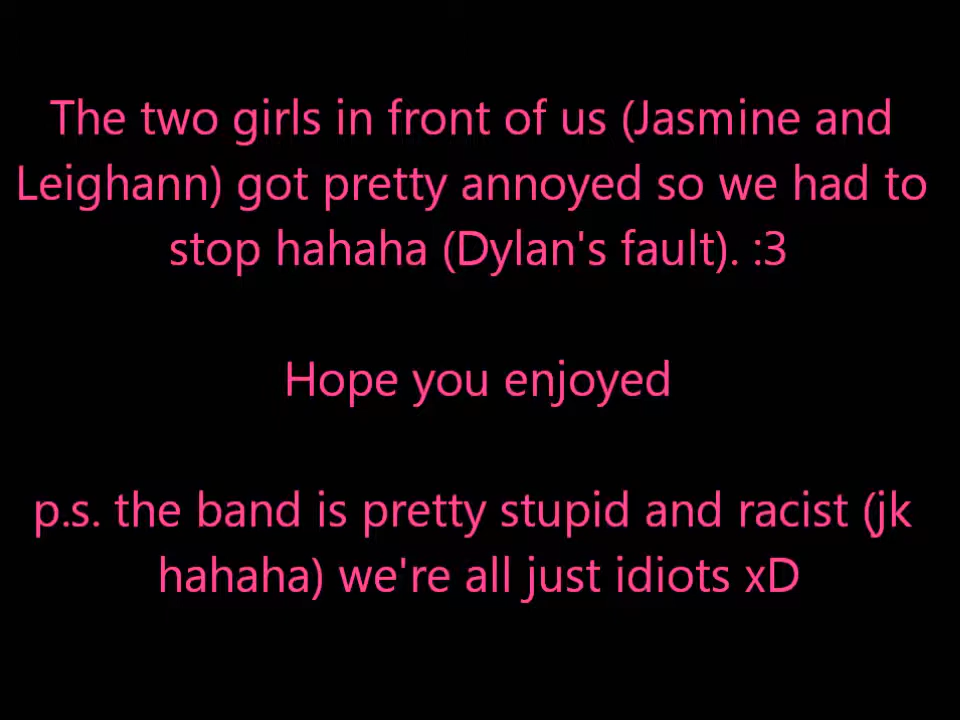 The two girls in front of us (Jasmine and
Leighann) got pretty annoyed so we had to
stop hahaha (Dylan's fault). :3
Hope you enjoyed
p.s. the band is pretty stupid and racist (jk
hahaha) we're all just idiots xD